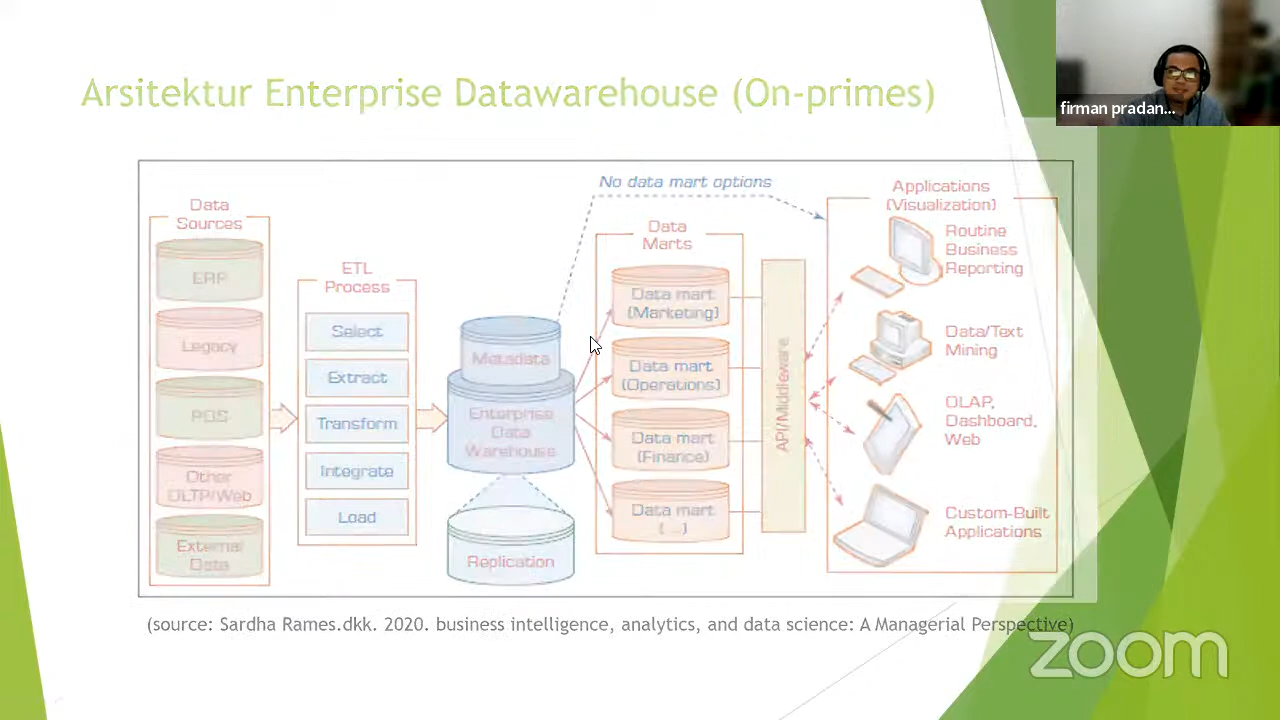 Arsitektur Enterprise Datawarehouse (On-primes)
firman pradan...
No data mart options
Data
Sources
ERP
Legacy
POS
Other
OLTP/Web
External
Data
ETL
Process
Select
Extract
Transform
Integrate
Load
Metadata
Enterprise
Data
Warehouse
Replication
Data
Marts
Data mart
(Marketing)
Data mart
(Operations)
Data mart
(Finance)
Data mart
(...)
API/Middleware
Applications
(Visualization)
Routine
Business
Reporting
Data/Text
Mining
OLAP,
Dashboard,
Web
Custom-Built
Applications
(source: Sardha Rames.dkk. 2020. business intelligence, analytics, and data science: A Managerial Perspective)
zoom